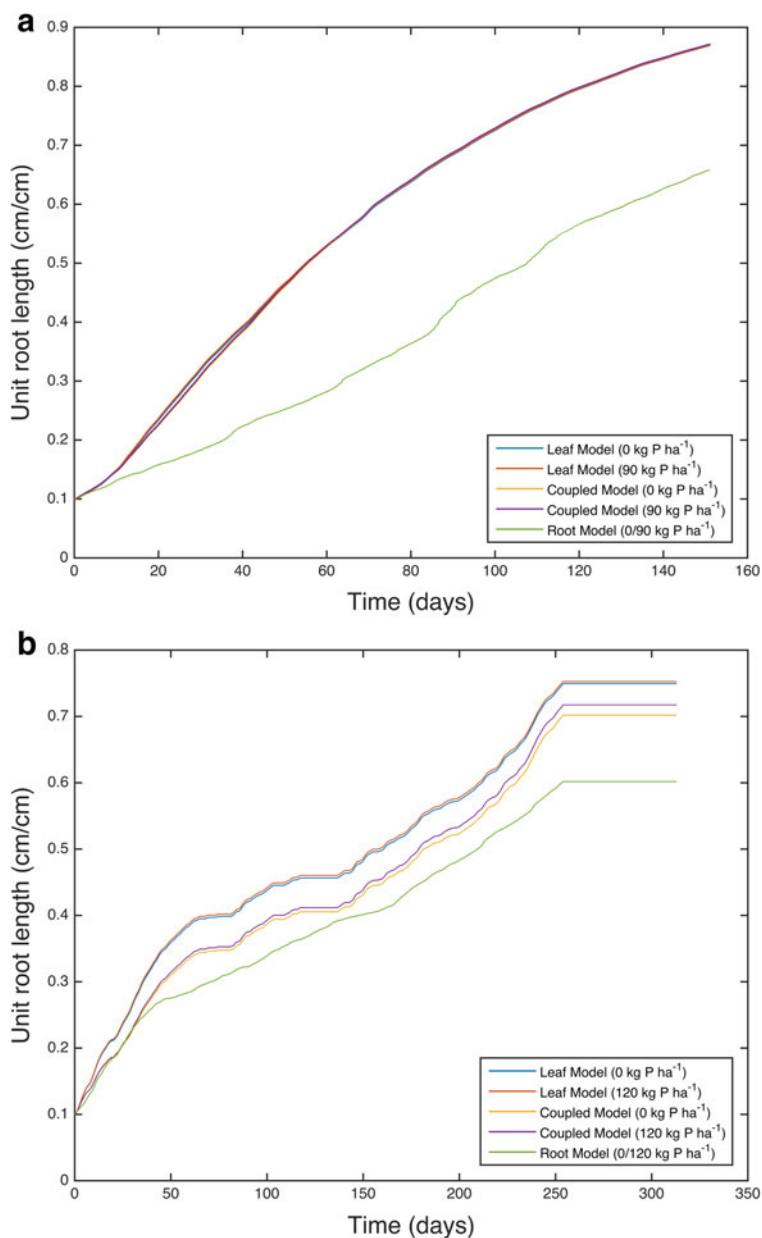 a
0.9
0.8
0.7
0.6
0.5
0.4
0.3
0.2
0.1
0
Unit root length (cm/cm)
0 20 40 60 80 100 120 140 160
Time (days)
Leaf Model (0 kg P ha⁻¹)
Leaf Model (90 kg P ha⁻¹)
Coupled Model (0 kg P ha⁻¹)
Coupled Model (90 kg P ha⁻¹)
Root Model (0/90 kg P ha⁻¹)
b
0.8
0.7
0.6
0.5
0.4
0.3
0.2
0.1
0
Unit root length (cm/cm)
0 50 100 150 200 250 300 350
Time (days)
Leaf Model (0 kg P ha⁻¹)
Leaf Model (120 kg P ha⁻¹)
Coupled Model (0 kg P ha⁻¹)
Coupled Model (120 kg P ha⁻¹)
Root Model (0/120 kg P ha⁻¹)